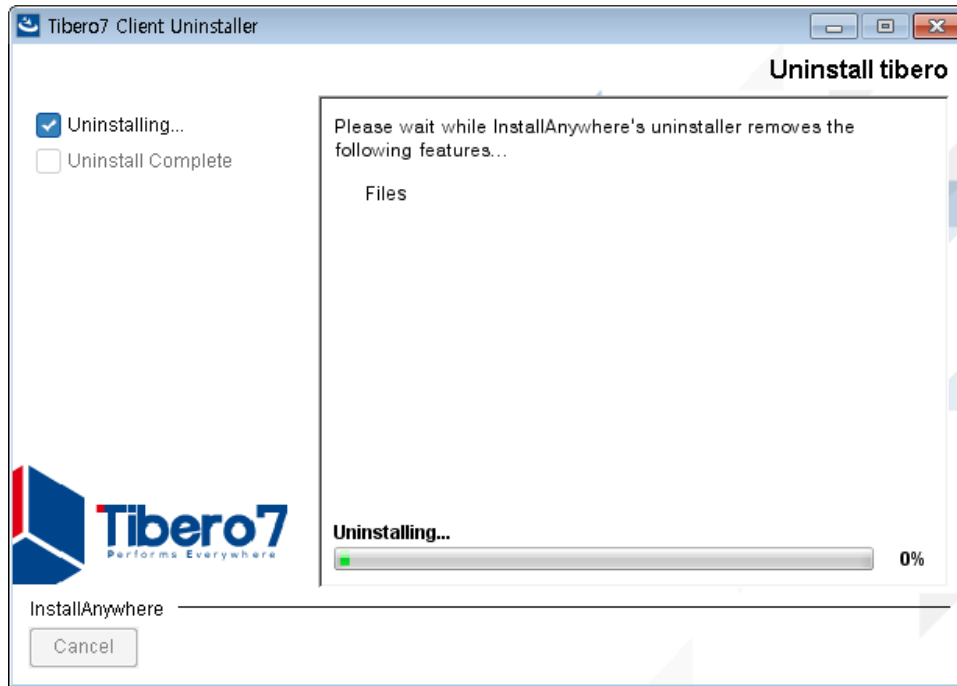 Tibero7 Client Uninstaller
Uninstall tibero
Uninstalling...
Uninstall Complete
Please wait while InstallAnywhere's uninstaller removes the
following features...
Files
Tibero7
Performs Everywhere
Uninstalling...
0%
InstallAnywhere
Cancel